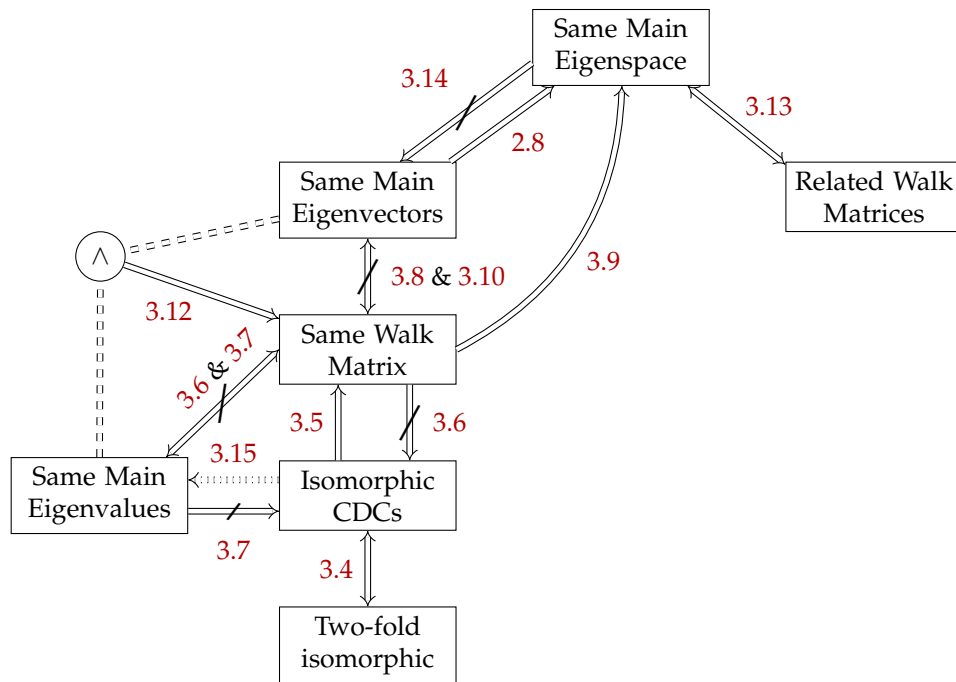 Same Main
Eigenspace
3.14
3.13
2.8
Same Main
Eigenvectors
Related Walk
Matrices
∧
3.8 & 3.10
3.9
3.12
Same Walk
Matrix
3.6 & 3.7
3.5
3.6
3.15
Same Main
Eigenvalues
Isomorphic
CDCs
3.7
3.4
Two-fold
isomorphic